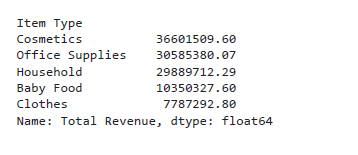 Item Type
Cosmetics          36601509.60
Office Supplies    30585380.07
Household          29889712.29
Baby Food          10350327.60
Clothes             7787292.80
Name: Total Revenue, dtype: float64